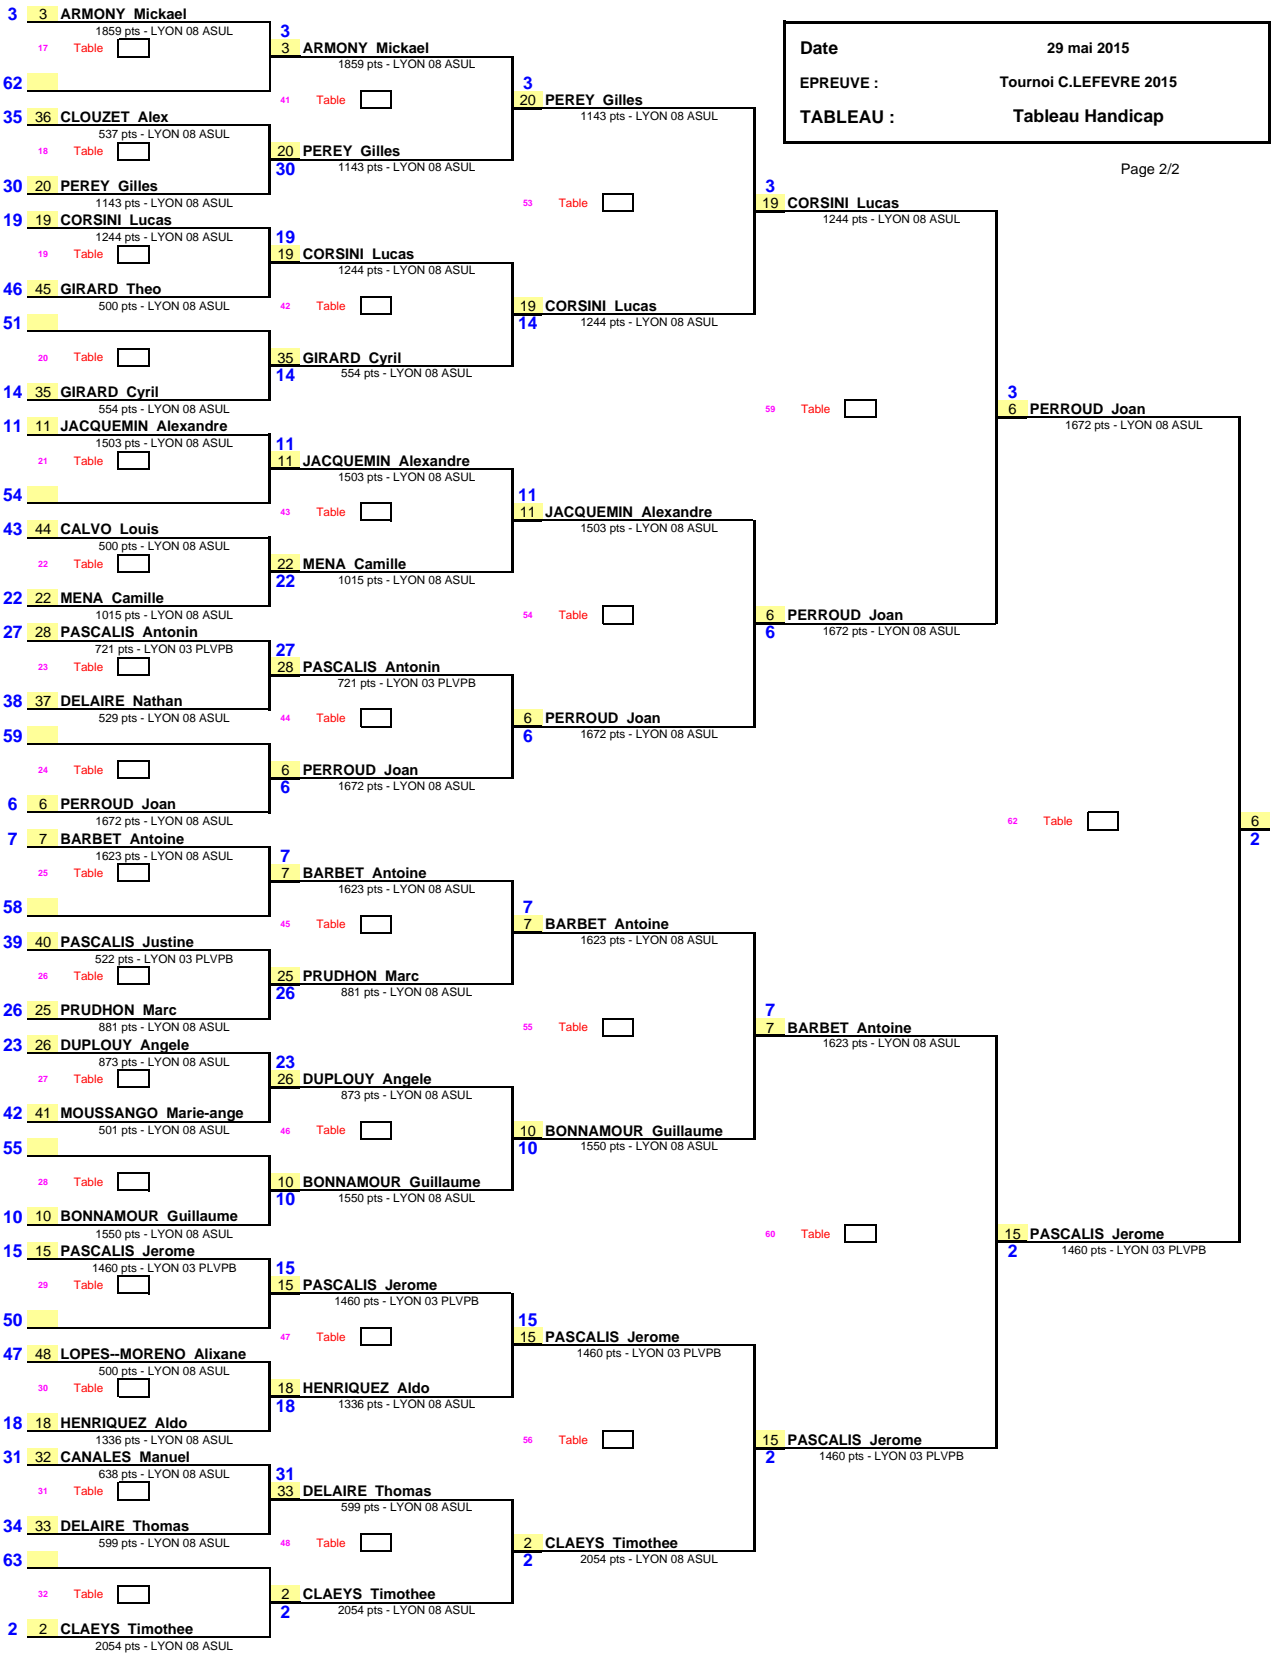 3 3 ARMONY Mickael
1859 pts - LYON 08 ASUL
17 Table
62
35 36 CLOUZET Alex
537 pts - LYON 08 ASUL
18 Table
30 20 PEREY Gilles
1143 pts - LYON 08 ASUL
19 19 CORSINI Lucas
1244 pts - LYON 08 ASUL
19 Table
46 45 GIRARD Theo
500 pts - LYON 08 ASUL
51
20 Table
14 35 GIRARD Cyril
554 pts - LYON 08 ASUL
11 11 JACQUEMIN Alexandre
1503 pts - LYON 08 ASUL
21 Table
54
43 44 CALVO Louis
500 pts - LYON 08 ASUL
22 Table
22 22 MENA Camille
1015 pts - LYON 08 ASUL
27 28 PASCALIS Antonin
721 pts - LYON 03 PLVPB
23 Table
38 37 DELAIRE Nathan
529 pts - LYON 08 ASUL
59
24 Table
6 6 PERROUD Joan
1672 pts - LYON 08 ASUL
7 7 BARBET Antoine
1623 pts - LYON 08 ASUL
25 Table
58
39 40 PASCALIS Justine
522 pts - LYON 03 PLVPB
26 Table
26 25 PRUDHON Marc
881 pts - LYON 08 ASUL
23 26 DUPLOUY Angele
873 pts - LYON 08 ASUL
27 Table
42 41 MOUSSANGO Marie-ange
501 pts - LYON 08 ASUL
55
28 Table
10 10 BONNAMOUR Guillaume
1550 pts - LYON 08 ASUL
15 15 PASCALIS Jerome
1460 pts - LYON 03 PLVPB
29 Table
50
47 48 LOPES--MORENO Alixane
500 pts - LYON 08 ASUL
30 Table
18 18 HENRIQUEZ Aldo
1336 pts - LYON 08 ASUL
31 32 CANALES Manuel
638 pts - LYON 08 ASUL
31 Table
34 33 DELAIRE Thomas
599 pts - LYON 08 ASUL
63
32 Table
2 2 CLAEYS Timothee
2054 pts - LYON 08 ASUL
3
3 ARMONY Mickael
1859 pts - LYON 08 ASUL
41 Table
20 PEREY Gilles
30 1143 pts - LYON 08 ASUL
19
19 CORSINI Lucas
1244 pts - LYON 08 ASUL
42 Table
35 GIRARD Cyril
14 554 pts - LYON 08 ASUL
11
11 JACQUEMIN Alexandre
1503 pts - LYON 08 ASUL
43 Table
22 MENA Camille
22 1015 pts - LYON 08 ASUL
27
28 PASCALIS Antonin
721 pts - LYON 03 PLVPB
44 Table
6 PERROUD Joan
6 1672 pts - LYON 08 ASUL
7
7 BARBET Antoine
1623 pts - LYON 08 ASUL
45 Table
25 PRUDHON Marc
26 881 pts - LYON 08 ASUL
23
26 DUPLOUY Angele
873 pts - LYON 08 ASUL
46 Table
10 BONNAMOUR Guillaume
10 1550 pts - LYON 08 ASUL
15
15 PASCALIS Jerome
1460 pts - LYON 03 PLVPB
47 Table
18 HENRIQUEZ Aldo
18 1336 pts - LYON 08 ASUL
31
33 DELAIRE Thomas
599 pts - LYON 08 ASUL
48 Table
2 CLAEYS Timothee
2 2054 pts - LYON 08 ASUL
3
20 PEREY Gilles
1143 pts - LYON 08 ASUL
53 Table
19 CORSINI Lucas
14 1244 pts - LYON 08 ASUL
11
11 JACQUEMIN Alexandre
1503 pts - LYON 08 ASUL
54 Table
6 PERROUD Joan
6 1672 pts - LYON 08 ASUL
7
7 BARBET Antoine
1623 pts - LYON 08 ASUL
55 Table
10 BONNAMOUR Guillaume
10 1550 pts - LYON 08 ASUL
15
15 PASCALIS Jerome
1460 pts - LYON 03 PLVPB
56 Table
2 CLAEYS Timothee
2 2054 pts - LYON 08 ASUL
Date 29 mai 2015
EPREUVE : Tournoi C.LEFEVRE 2015
TABLEAU : Tableau Handicap
Page 2/2
3
19 CORSINI Lucas
1244 pts - LYON 08 ASUL
59 Table
6 PERROUD Joan
6 1672 pts - LYON 08 ASUL
7
7 BARBET Antoine
1623 pts - LYON 08 ASUL
60 Table
15 PASCALIS Jerome
2 1460 pts - LYON 03 PLVPB
3
6 PERROUD Joan
1672 pts - LYON 08 ASUL
62 Table
15 PASCALIS Jerome
2 1460 pts - LYON 03 PLVPB
6
2